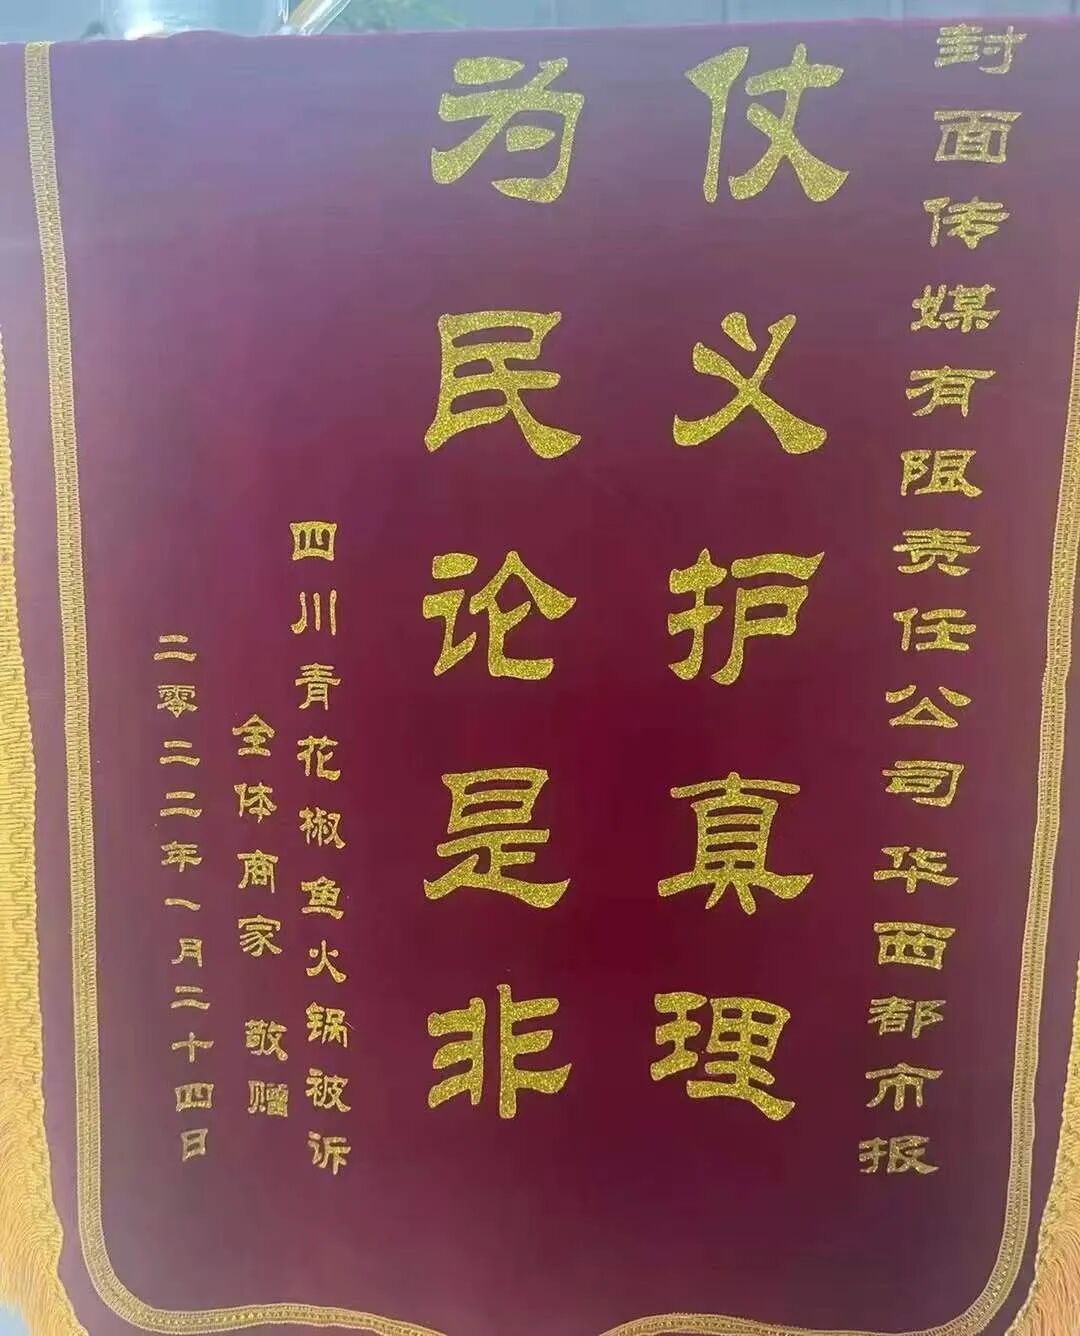 封面传媒有限责任公司华西都市报
仗义护真理
为民论是非
四川青花椒鱼火锅被诉
全体商家 敬赠
二零二二年一月二十四日